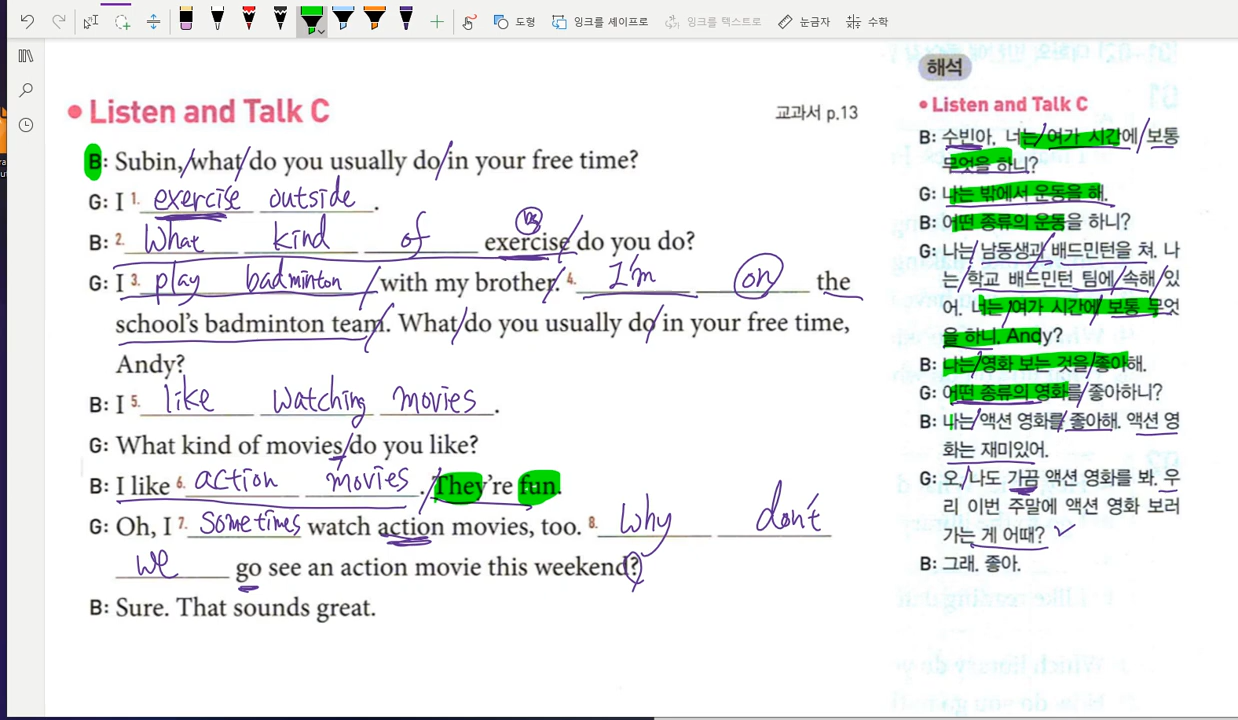 도형 잉크를 셰이프로 잉크를 텍스트로 눈금자 수학
• Listen and Talk C 교과서 p.13
B: Subin, what do you usually do in your free time?
G: I 1. exercise outside.
B: 2. What kind of exercise do you do?
G: I 3. play badminton with my brother. 4. I'm on the
school's badminton team. What do you usually do in your free time,
Andy?
B: I 5. like watching movies.
G: What kind of movies do you like?
B: I like 6. action movies. They're fun.
G: Oh, I 7. sometimes watch action movies, too. 8. Why don't
we go see an action movie this weekend?
B: Sure. That sounds great.
해석
• Listen and Talk C
B: 수빈아, 너는 여가 시간에 보통
무엇을 하니?
G: 나는 밖에서 운동을 해.
B: 어떤 종류의 운동을 하니?
G: 나는 남동생과 배드민턴을 쳐. 나
는 학교 배드민턴 팀에 속해 있
어. 너는 여가 시간에 보통 무엇
을 하니, Andy?
B: 나는 영화 보는 것을 좋아해.
G: 어떤 종류의 영화를 좋아하니?
B: 나는 액션 영화를 좋아해. 액션 영
화는 재미있어.
G: 오, 나도 가끔 액션 영화를 봐. 우
리 이번 주말에 액션 영화 보러
가는 게 어때?
B: 그래. 좋아.